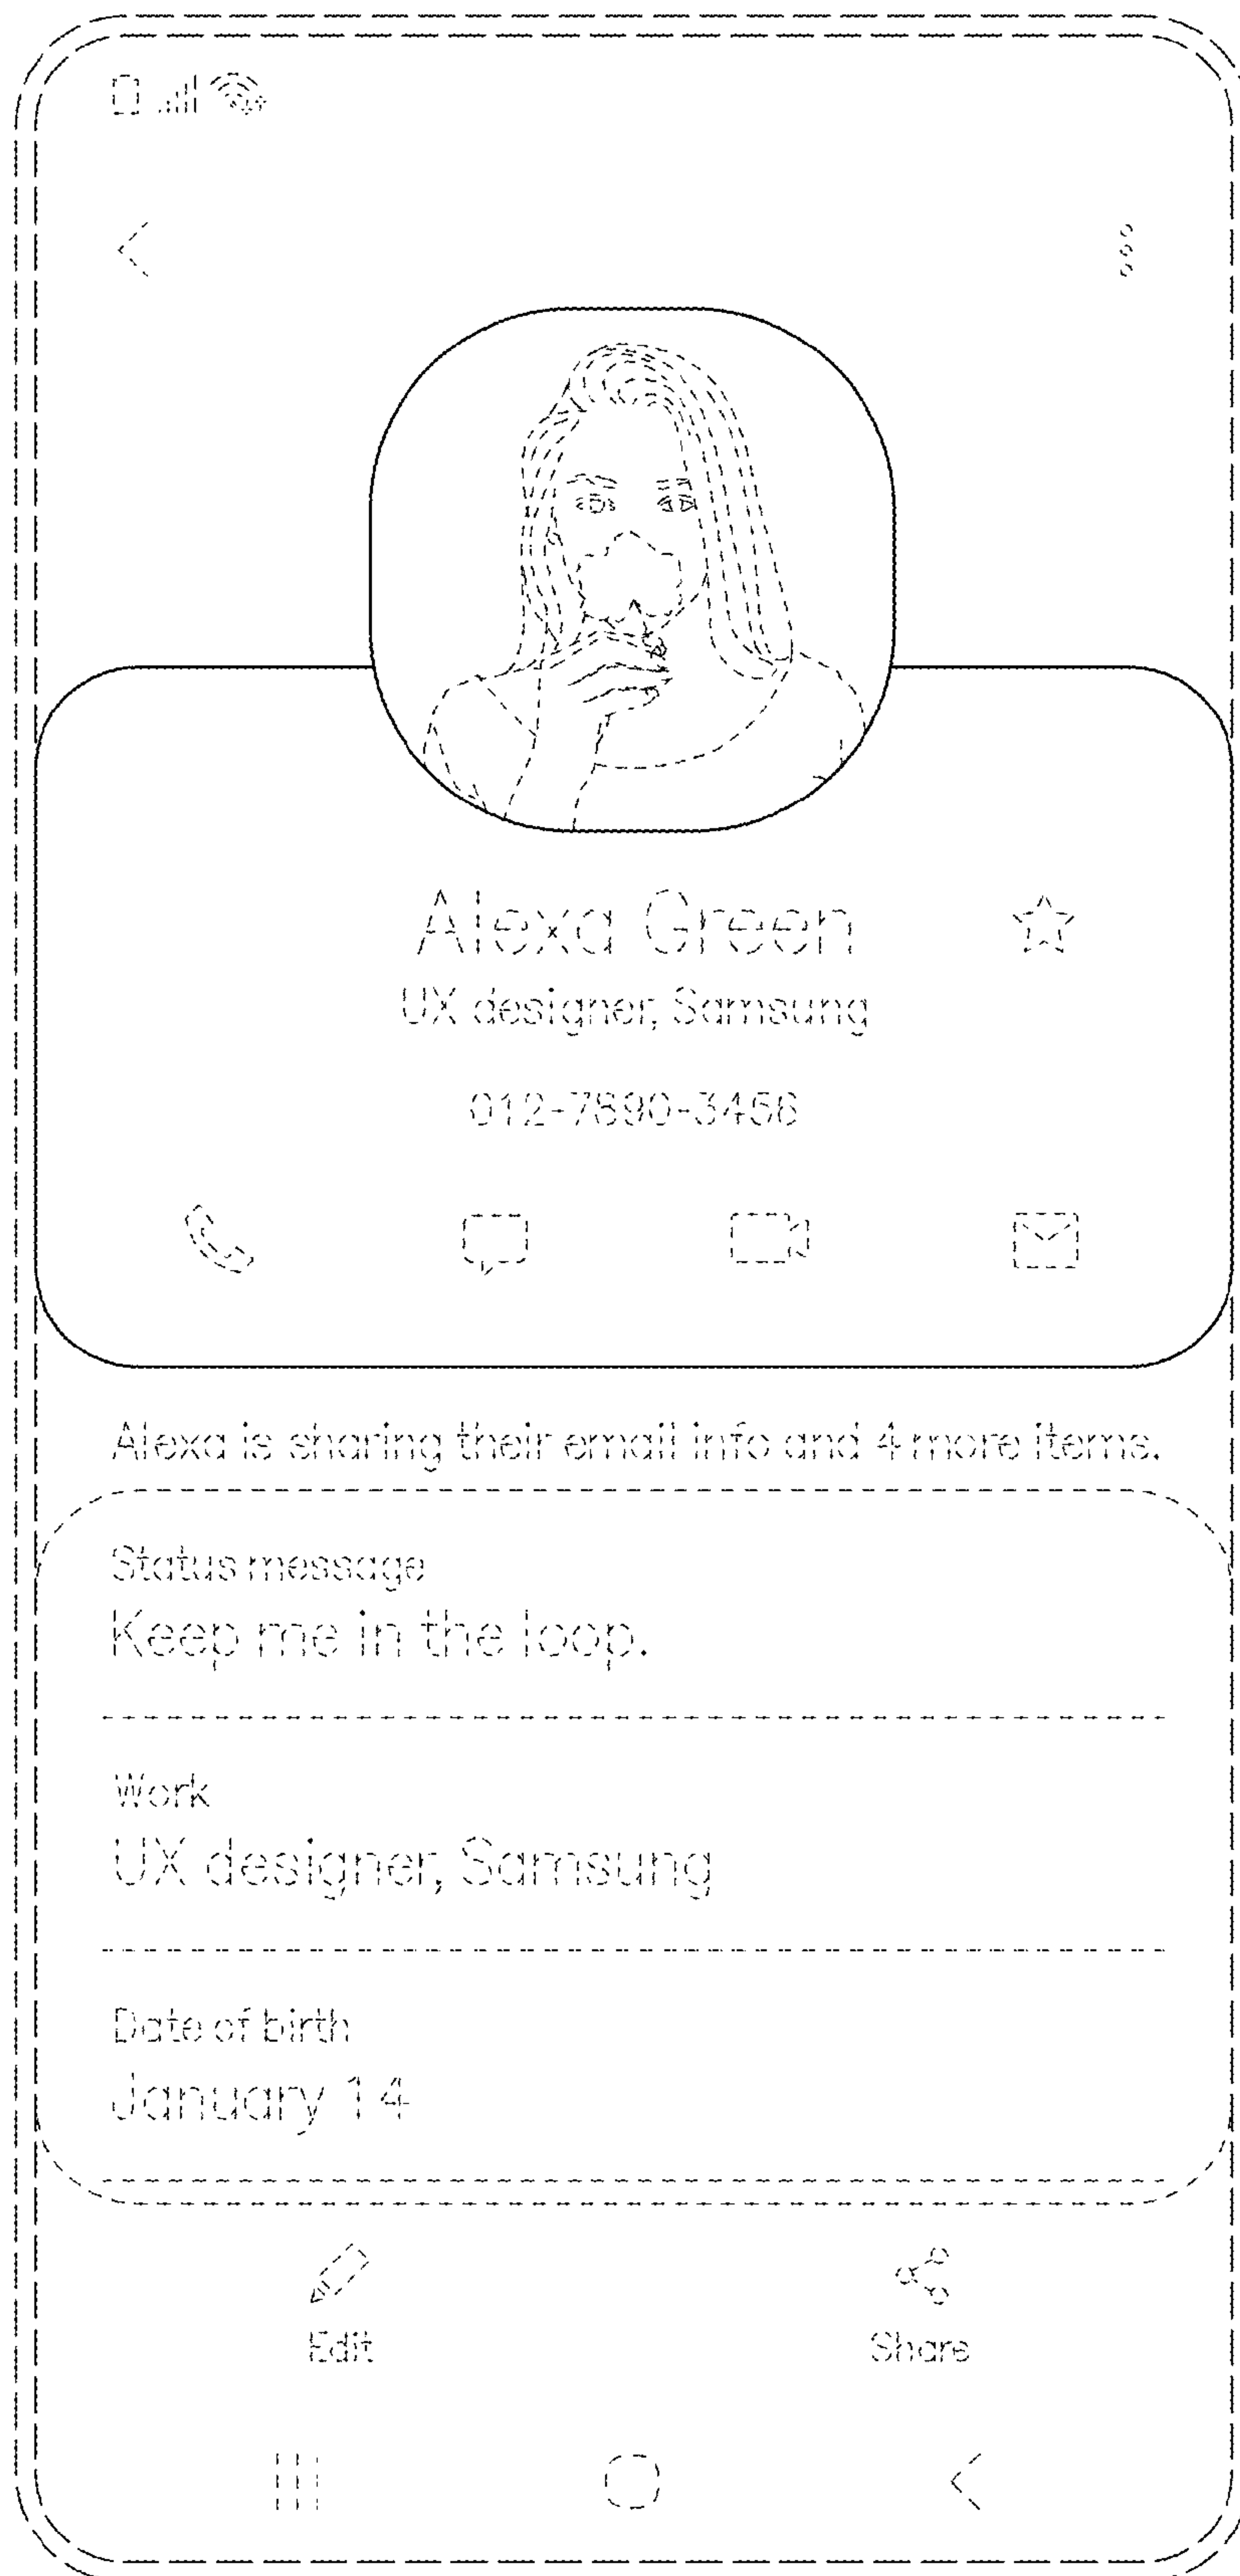 Alexa Green
UX designer, Samsung
012-7890-3456
Alexa is sharing their email info and 4 more items.
Status message
Keep me in the loop.
Work
UX designer, Samsung
Date of birth
January 14
Edit
Share